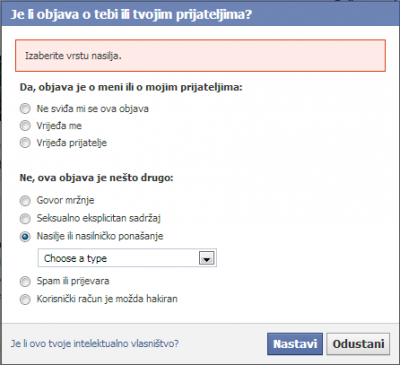 Je li objava o tebi ili tvojim prijateljima?
Izaberite vrstu nasilja.
Da, objava je o meni ili o mojim prijateljima:
Ne sviđa mi se ova objava
Vrijeđa me
Vrijeđa prijatelje
Ne, ova objava je nešto drugo:
Govor mržnje
Seksualno eksplicitan sadržaj
Nasilje ili nasilničko ponašanje
Choose a type
Spam ili prijevara
Korisnički račun je možda hakiran
Je li ovo tvoje intelektualno vlasništvo?
Nastavi
Odustani